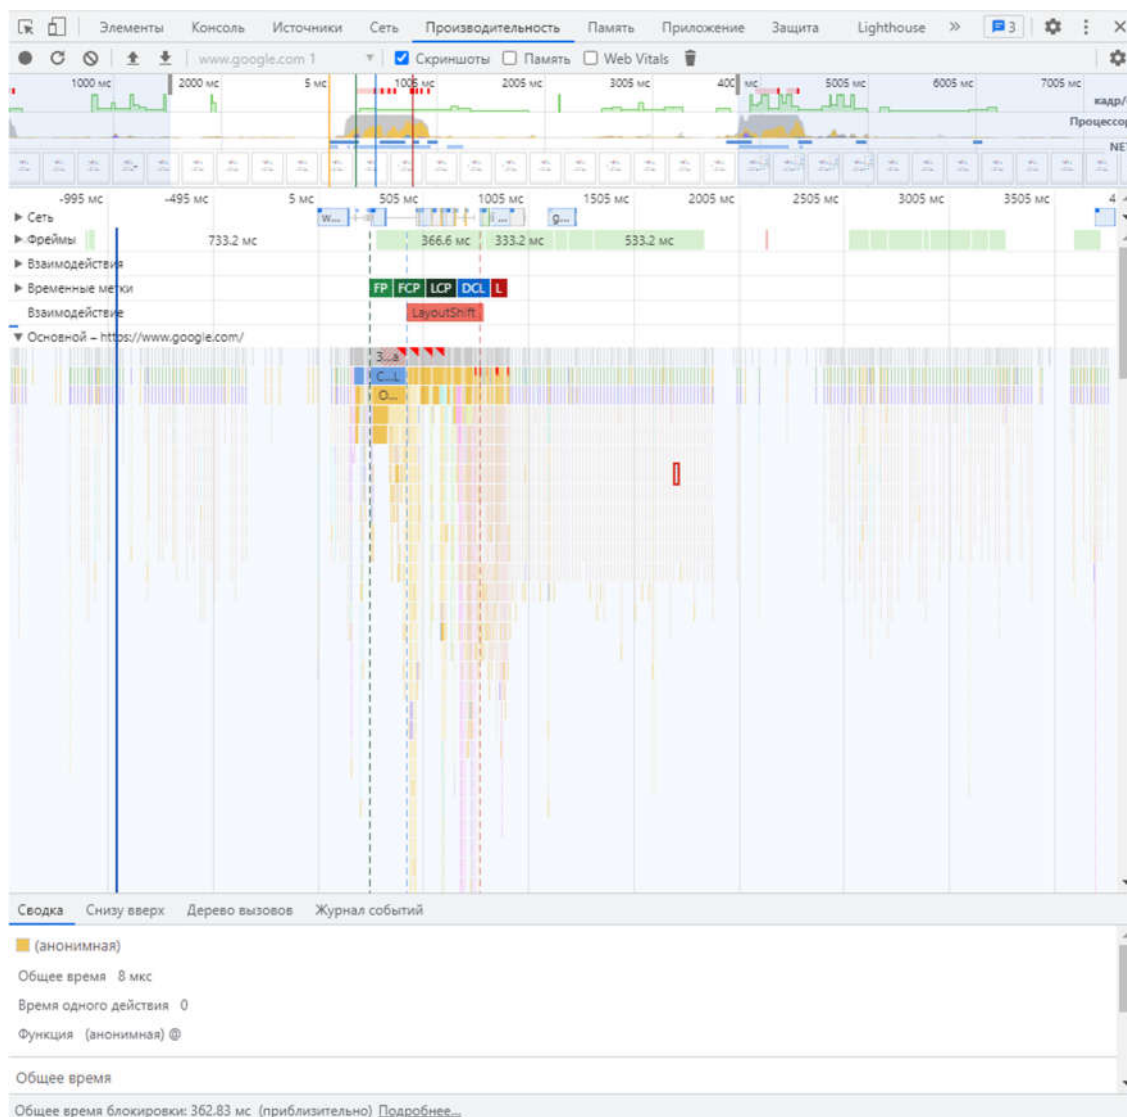 Элементы Консоль Источники Сеть Производительность Память Приложение Защита Lighthouse » 3
www.google.com 1 Скриншоты Память Web Vitals
1000 мс 2000 мс 5 мс 1005 мс 2005 мс 3005 мс 400 мс 5005 мс 6005 мс 7005 мс
кадр/
Процессор
NET
-995 мс -495 мс 5 мс 505 мс 1005 мс 1505 мс 2005 мс 2505 мс 3005 мс 3505 мс 4
Сеть w... i ... g...
Фреймы 733.2 мс 366.6 мс 333.2 мс 533.2 мс
Взаимодействия
Временные метки FP FCP LCP DCL L
Взаимодействие LayoutShift
Основной – https://www.google.com/
З...а
C...L
О...
Сводка Снизу вверх Дерево вызовов Журнал событий
(анонимная)
Общее время 8 мкс
Время одного действия 0
Функция (анонимная) @
Общее время
Общее время блокировки: 362.83 мс (приблизительно) Подробнее...